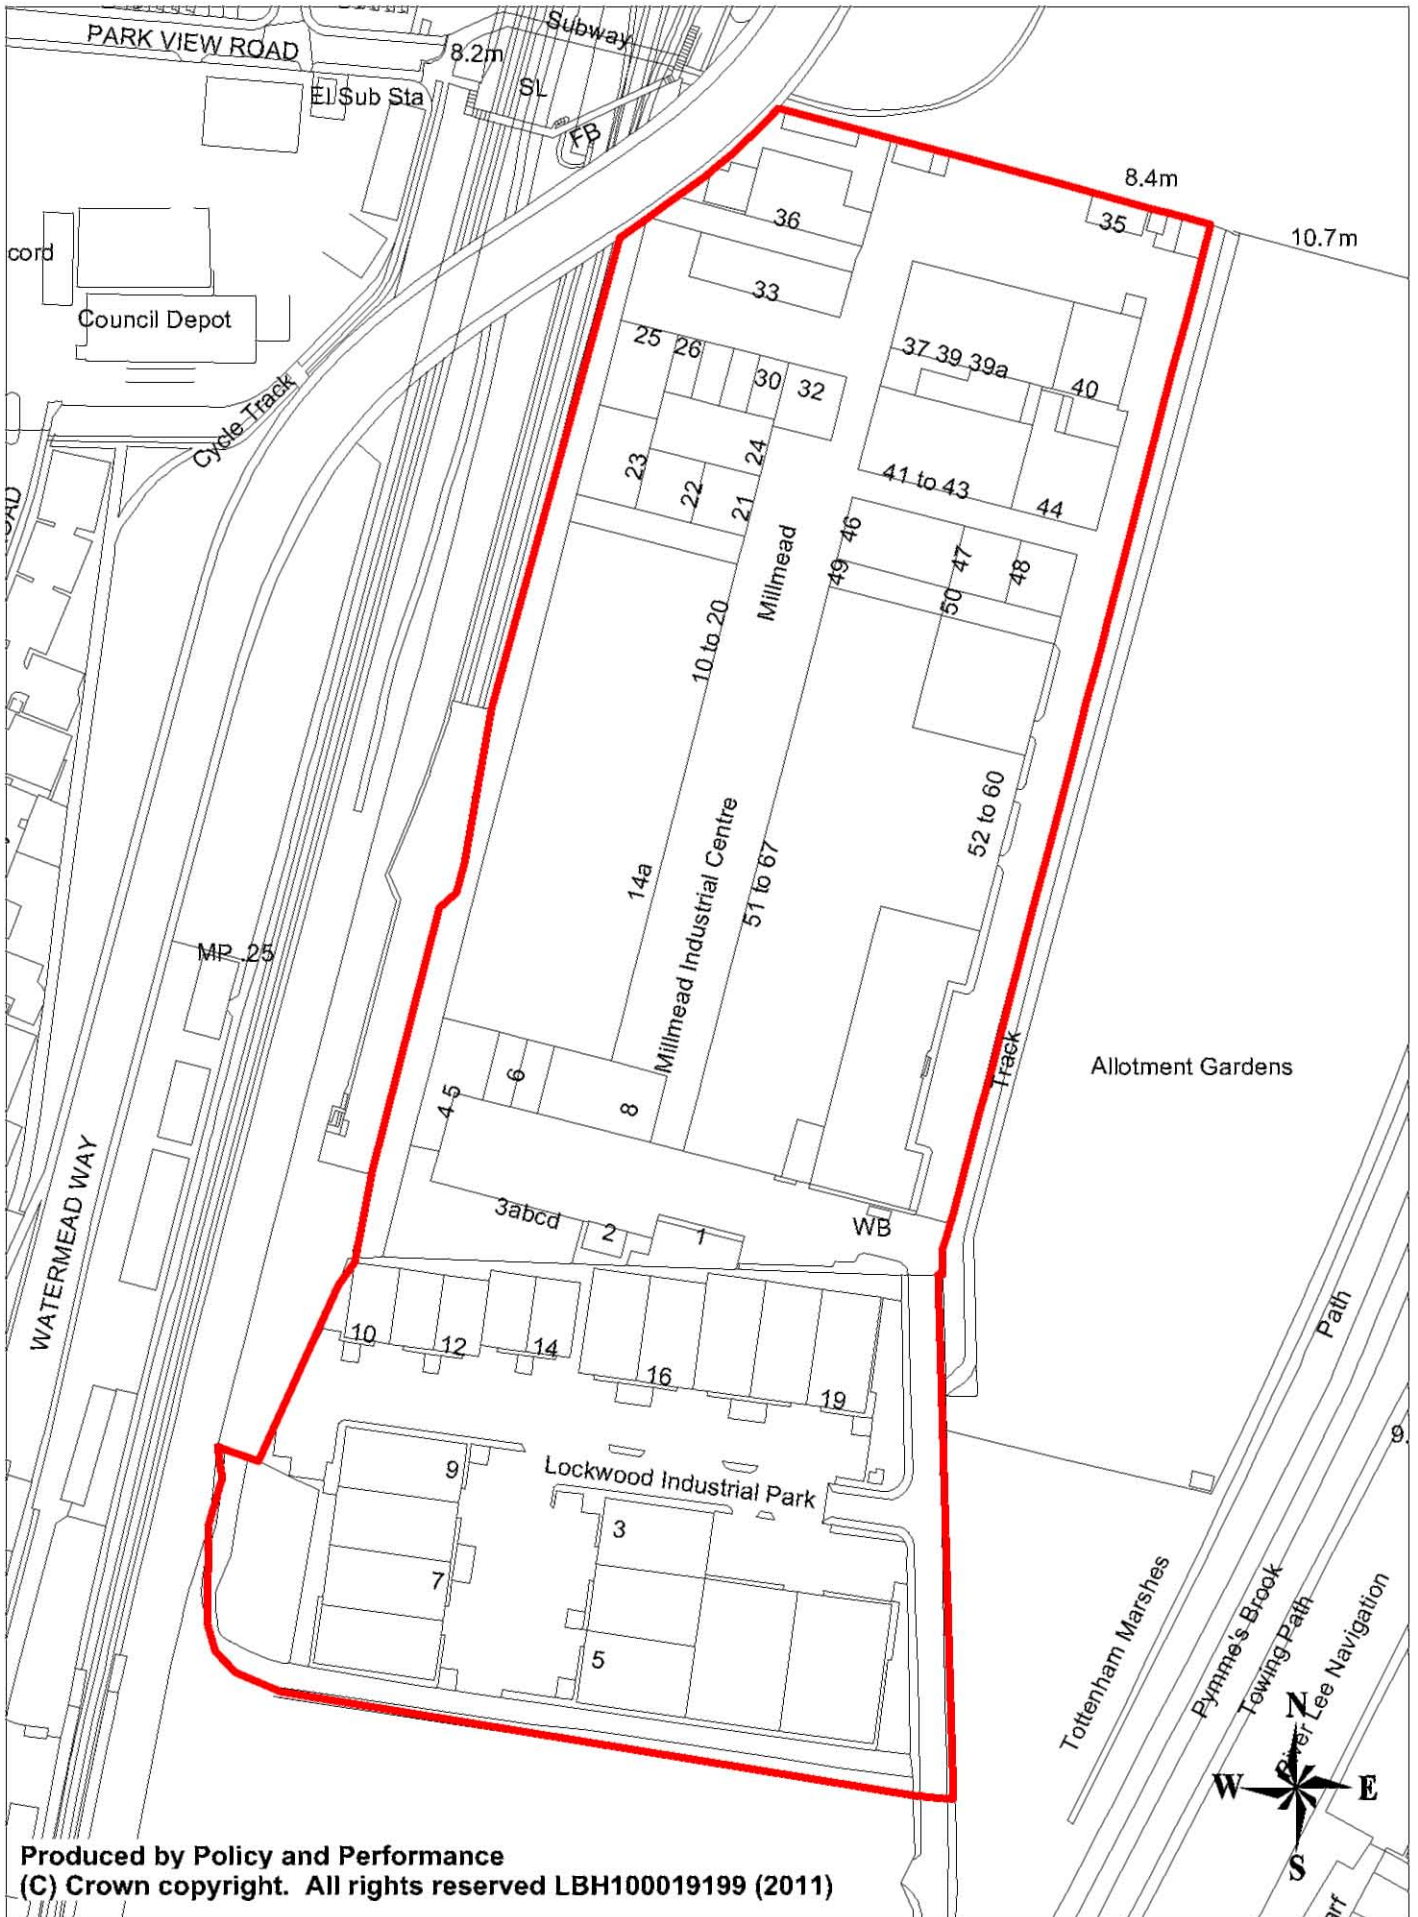 PARK VIEW ROAD
8.2m
Subway
SL
El Sub Sta
FB
8.4m
10.7m
35
36
33
cord
Council Depot
Cycle Track
25
26
30
32
37 39 39a
40
23
24
22
21
41 to 43
44
46
47
48
49
50
Millmead
10 to 20
52 to 60
14a
Millmead Industrial Centre
51 to 67
MP .25
Track
Allotment Gardens
4 5
6
8
3abcd
2
1
WB
WATERMEAD WAY
Path
10
12
14
16
19
9.
9
Lockwood Industrial Park
3
7
5
Tottenham Marshes
Pymme's Brook
Towing Path
River Lee Navigation
N
W
E
S
Produced by Policy and Performance
(C) Crown copyright. All rights reserved LBH100019199 (2011)